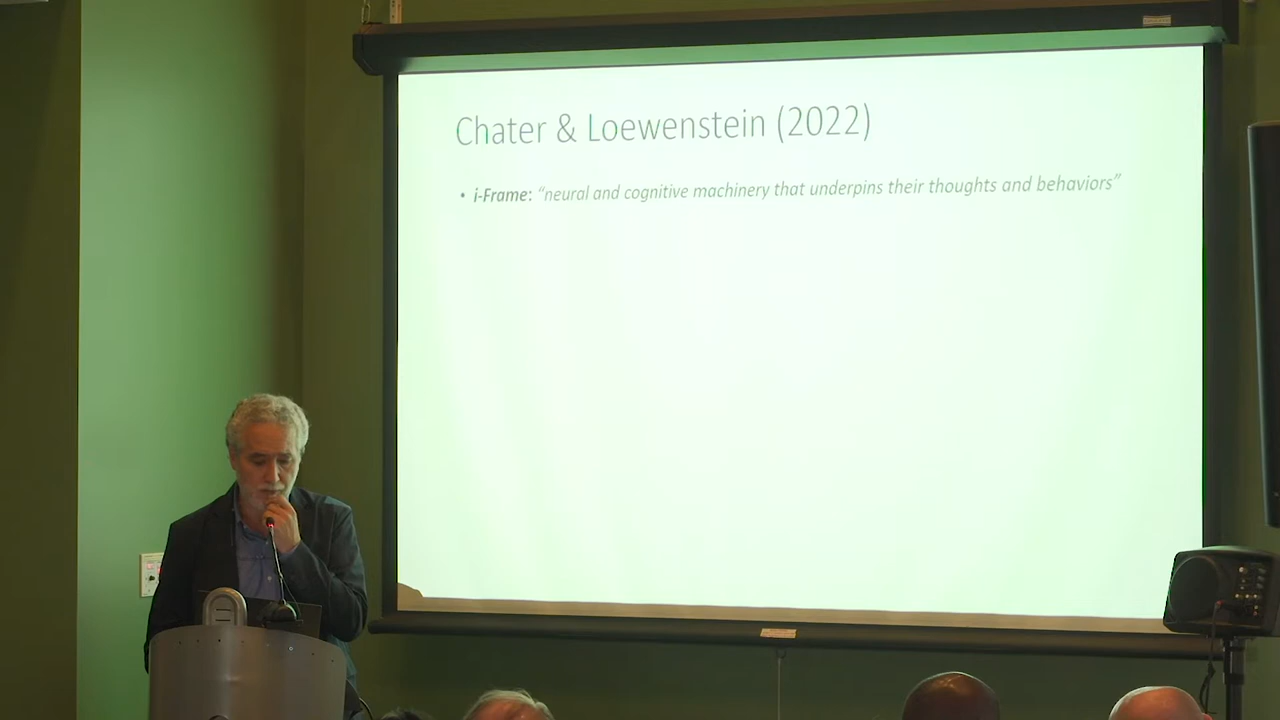 Chater & Loewenstein (2022)
• i-Frame: “neural and cognitive machinery that underpins their thoughts and behaviors”